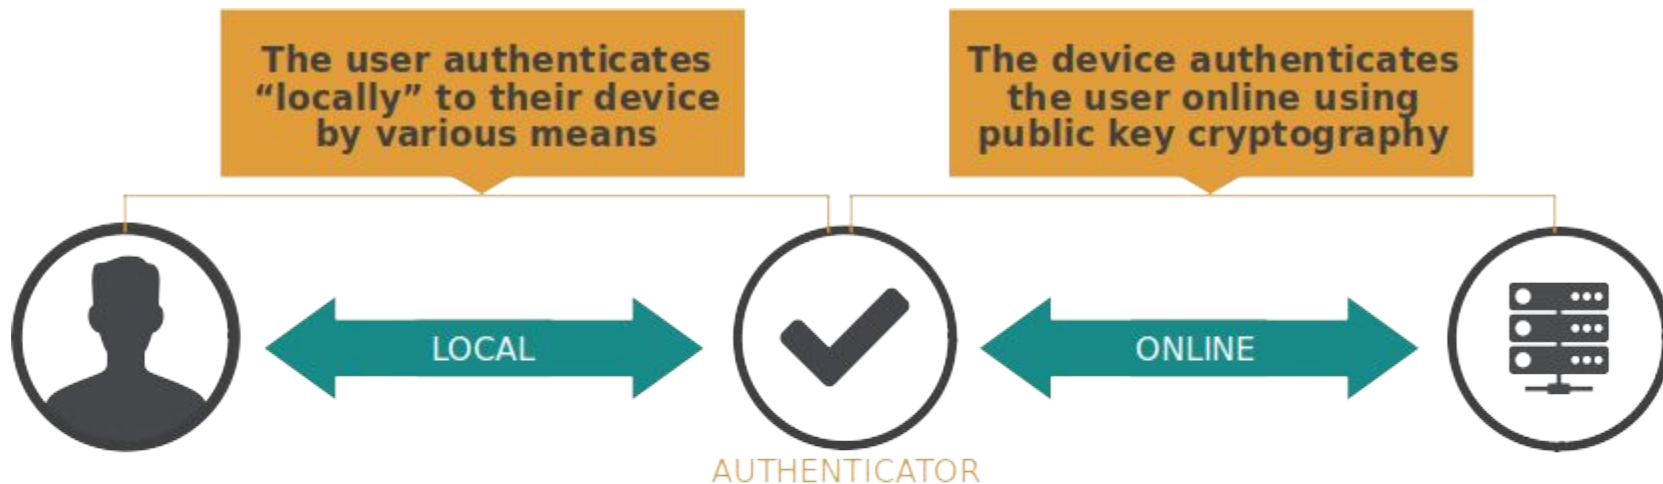 The user authenticates
“locally” to their device
by various means
The device authenticates
the user online using
public key cryptography
LOCAL
ONLINE
AUTHENTICATOR